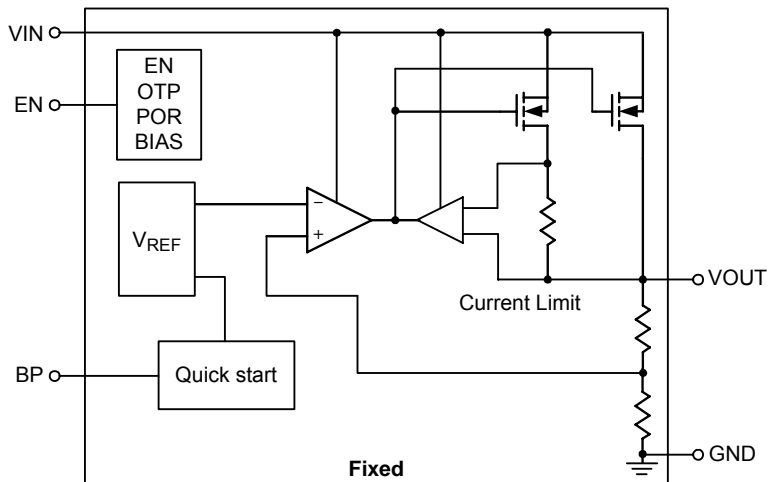 VIN
EN
EN
OTP
POR
BIAS
−
+
VREF
Current Limit
VOUT
BP
Quick start
GND
Fixed